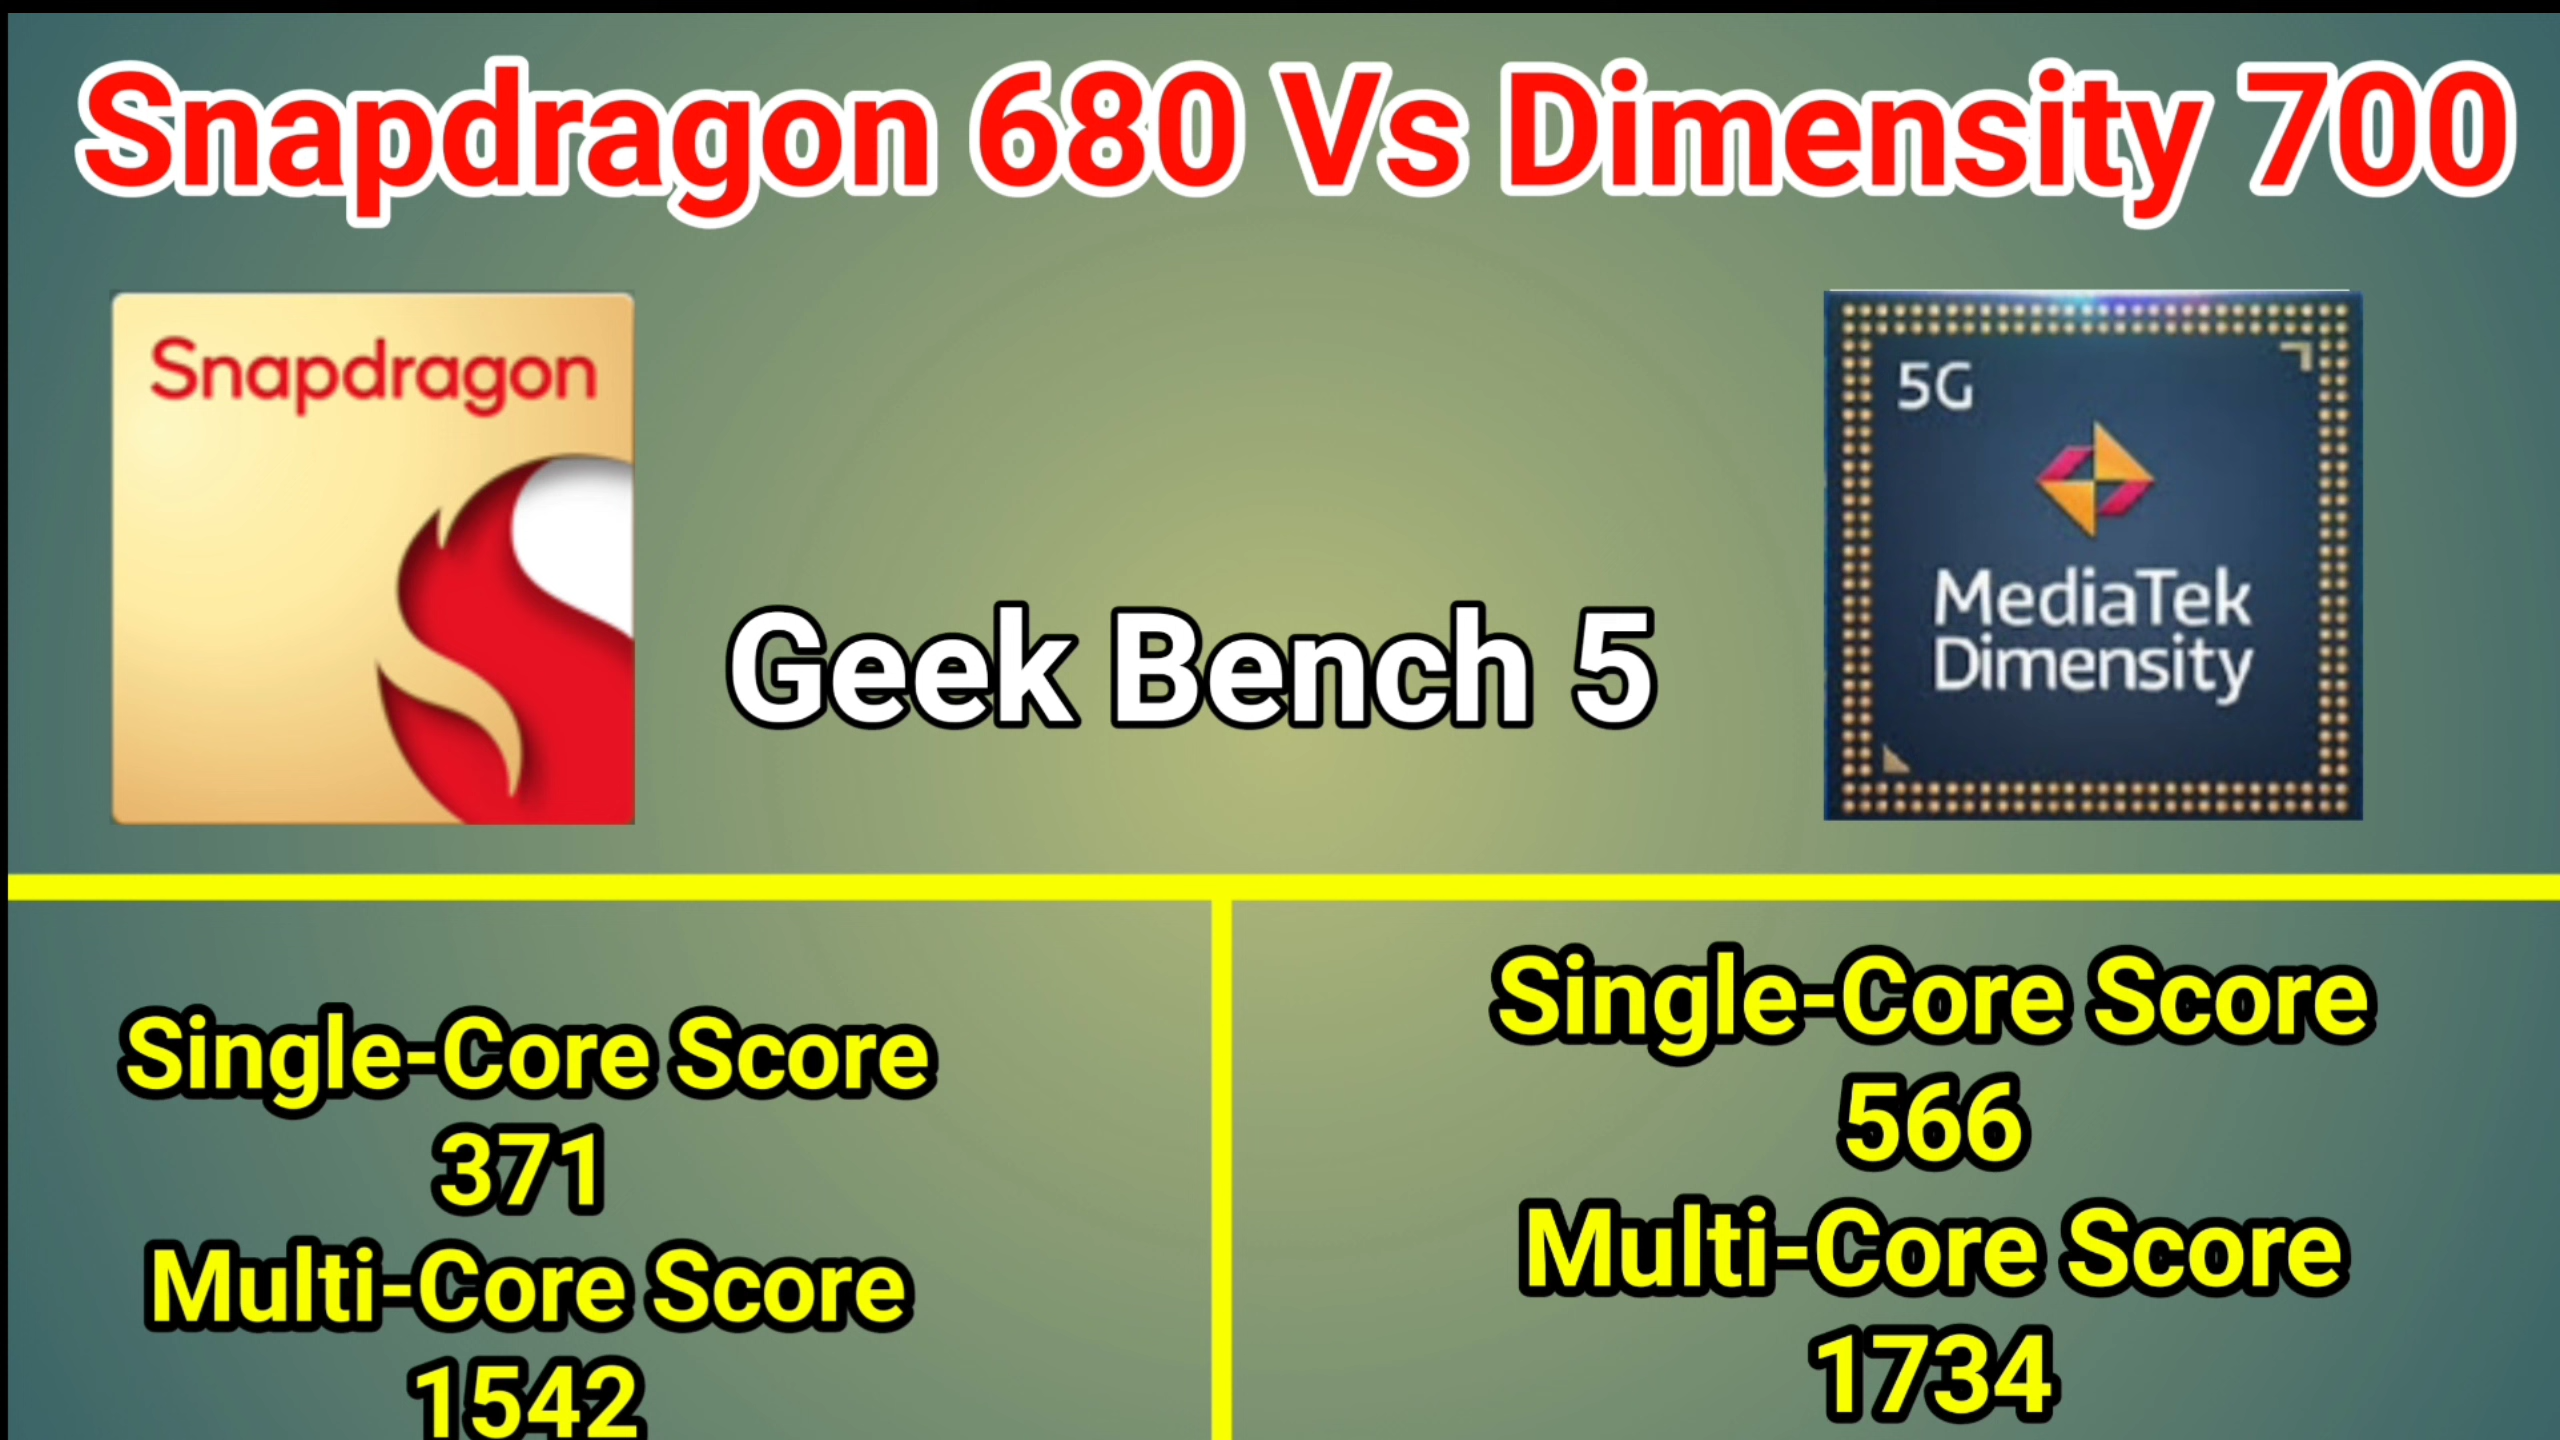 Snapdragon 680 Vs Dimensity 700
Snapdragon
5G
MediaTek
Dimensity
Geek Bench 5
Single-Core Score
371
Multi-Core Score
1542
Single-Core Score
566
Multi-Core Score
1734